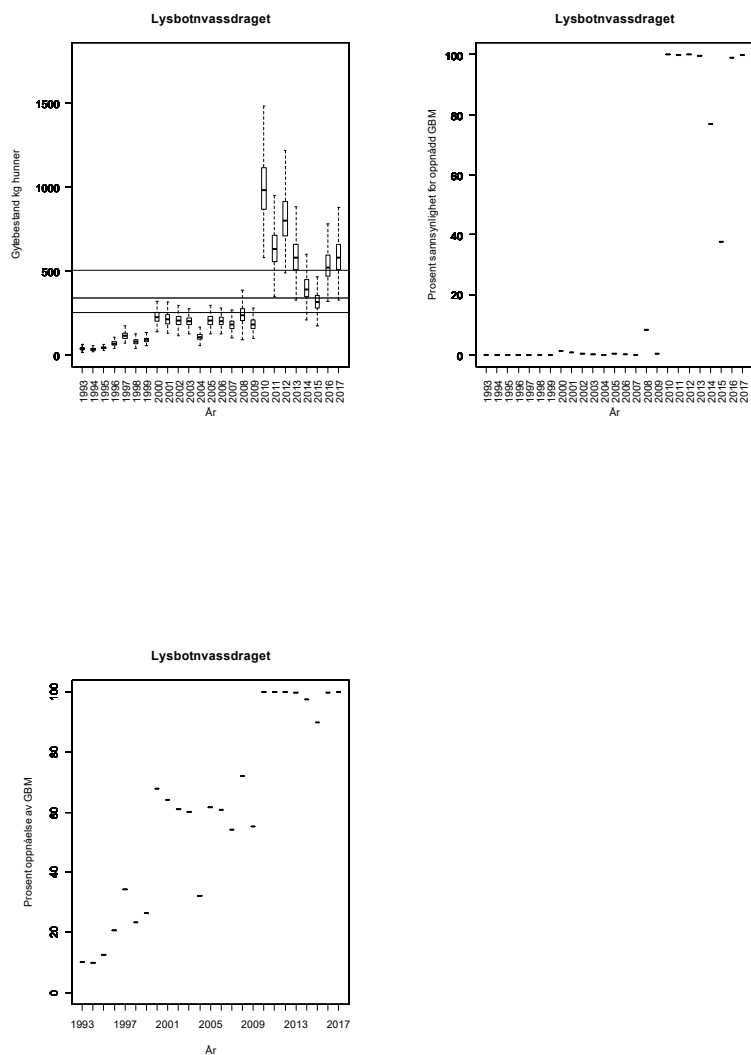 Lysbotnvassdraget
Gytebestand kg hunner
1500
1000
500
0
1993 1994 1995 1996 1997 1998 1999 2000 2001 2002 2003 2004 2005 2006 2007 2008 2009 2010 2011 2012 2013 2014 2015 2016 2017
År
Lysbotnvassdraget
Prosent sannsynlighet for oppnådd GBM
100
80
60
40
20
0
1993 1994 1995 1996 1997 1998 1999 2000 2001 2002 2003 2004 2005 2006 2007 2008 2009 2010 2011 2012 2013 2014 2015 2016 2017
År
Lysbotnvassdraget
Prosent oppnåelse av GBM
100
80
60
40
20
0
1993 1997 2001 2005 2009 2013 2017
År